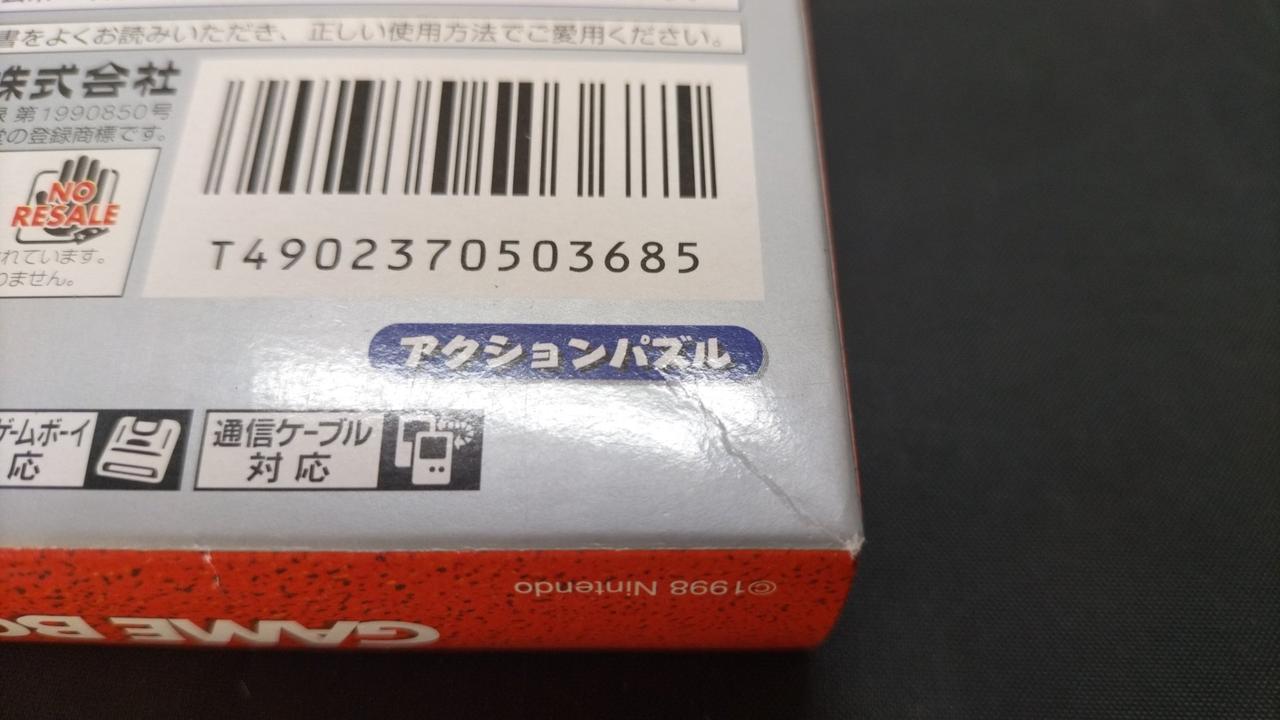 書をよくお読みいただき、正しい使用方法でご愛用ください。
株式会社
第1990850号
の登録商標です。
NO
RESALE
れています。
りません。
T4902370503685
アクションパズル
ゲームボーイ
応
通信ケーブル
対応
©1998 Nintendo
GAME BO